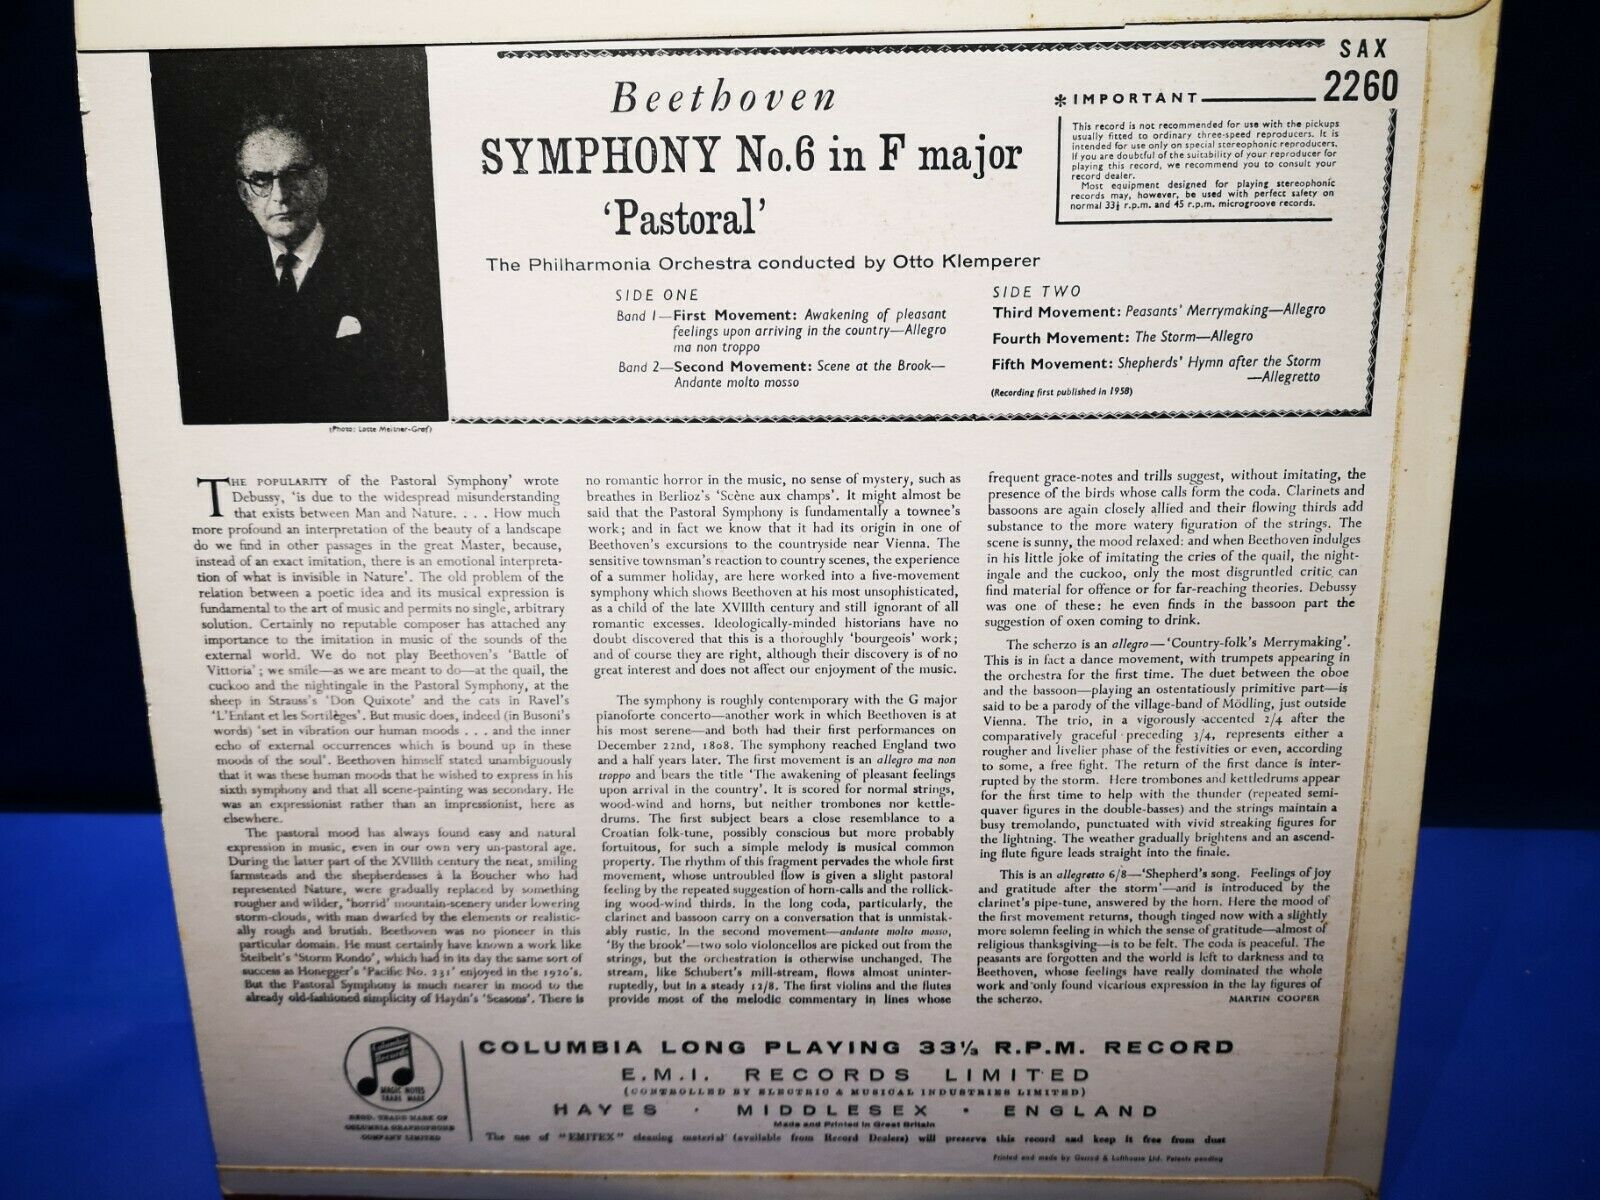 SAX
2260
Beethoven
SYMPHONY No.6 in F major
'Pastoral'
The Philharmonia Orchestra conducted by Otto Klemperer
*IMPORTANT
This record is not recommended for use with the pickups
usually fitted to ordinary three-speed reproducers. It is
intended for use only on special stereophonic reproducers.
If you are doubtful of the suitability of your reproducer for
playing this record, we recommend you to consult your
record dealer.
Most equipment designed for playing stereophonic
records may, however, be used with perfect safety on
normal 33⅓ r.p.m. and 45 r.p.m. microgroove records.
SIDE ONE
Band 1—First Movement: Awakening of pleasant
feelings upon arriving in the country—Allegro
ma non troppo
Band 2—Second Movement: Scene at the Brook—
Andante molto mosso
SIDE TWO
Third Movement: Peasants' Merrymaking—Allegro
Fourth Movement: The Storm—Allegro
Fifth Movement: Shepherds' Hymn after the Storm
—Allegretto
(Recording first published in 1958)
(Photo: Lotte Meitner-Graf)
THE POPULARITY of the Pastoral Symphony' wrote
Debussy, 'is due to the widespread misunderstanding
that exists between Man and Nature. . . . How much
more profound an interpretation of the beauty of a landscape
do we find in other passages in the great Master, because,
instead of an exact imitation, there is an emotional interpreta-
tion of what is invisible in Nature'. The old problem of the
relation between a poetic idea and its musical expression is
fundamental to the art of music and permits no single, arbitrary
solution. Certainly no reputable composer has attached any
importance to the imitation in music of the sounds of the
external world. We do not play Beethoven's 'Battle of
Vittoria'; we smile—as we are meant to do—at the quail, the
cuckoo and the nightingale in the Pastoral Symphony, at the
sheep in Strauss's 'Don Quixote' and the cats in Ravel's
'L'Enfant et les Sortilèges'. But music does, indeed (in Busoni's
words) 'set in vibration our human moods . . . and the inner
echo of external occurrences which is bound up in these
moods of the soul'. Beethoven himself stated unambiguously
that it was these human moods that he wished to express in his
sixth symphony and that all scene-painting was secondary. He
was an expressionist rather than an impressionist, here as
elsewhere.
The pastoral mood has always found easy and natural
expression in music, even in our own very un-pastoral age.
During the latter part of the XVIIIth century the neat, smiling
farmsteads and the shepherdesses à la Boucher who had
represented Nature, were gradually replaced by something
rougher and wilder, 'horrid' mountain-scenery under lowering
storm-clouds, with man dwarfed by the elements or realistic-
ally rough and brutish. Beethoven was no pioneer in this
particular domain. He must certainly have known a work like
Steibelt's 'Storm Rondo', which had in its day the same sort of
success as Honegger's 'Pacific No. 231' enjoyed in the 1920's.
But the Pastoral Symphony is much nearer in mood to the
already old-fashioned simplicity of Haydn's 'Seasons'. There is
no romantic horror in the music, no sense of mystery, such as
breathes in Berlioz's 'Scène aux champs'. It might almost be
said that the Pastoral Symphony is fundamentally a townee's
work; and in fact we know that it had its origin in one of
Beethoven's excursions to the countryside near Vienna. The
sensitive townsman's reaction to country scenes, the experience
of a summer holiday, are here worked into a five-movement
symphony which shows Beethoven at his most unsophisticated,
as a child of the late XVIIIth century and still ignorant of all
romantic excesses. Ideologically-minded historians have no
doubt discovered that this is a thoroughly 'bourgeois' work;
and of course they are right, although their discovery is of no
great interest and does not affect our enjoyment of the music.
The symphony is roughly contemporary with the G major
pianoforte concerto—another work in which Beethoven is at
his most serene—and both had their first performances on
December 22nd, 1808. The symphony reached England two
and a half years later. The first movement is an allegro ma non
troppo and bears the title 'The awakening of pleasant feelings
upon arrival in the country'. It is scored for normal strings,
wood-wind and horns, but neither trombones nor kettle-
drums. The first subject bears a close resemblance to a
Croatian folk-tune, possibly conscious but more probably
fortuitous, for such a simple melody is musical common
property. The rhythm of this fragment pervades the whole first
movement, whose untroubled flow is given a slight pastoral
feeling by the repeated suggestion of horn-calls and the rollick-
ing wood-wind thirds. In the long coda, particularly, the
clarinet and bassoon carry on a conversation that is unmistak-
ably rustic. In the second movement—andante molto mosso,
'By the brook'—two solo violoncellos are picked out from the
strings, but the orchestration is otherwise unchanged. The
stream, like Schubert's mill-stream, flows almost uninter-
ruptedly, but in a steady 12/8. The first violins and the flutes
provide most of the melodic commentary in lines whose
frequent grace-notes and trills suggest, without imitating, the
presence of the birds whose calls form the coda. Clarinets and
bassoons are again closely allied and their flowing thirds add
substance to the more watery figuration of the strings. The
scene is sunny, the mood relaxed: and when Beethoven indulges
in his little joke of imitating the cries of the quail, the night-
ingale and the cuckoo, only the most disgruntled critic can
find material for offence or for far-reaching theories. Debussy
was one of these: he even finds in the bassoon part the
suggestion of oxen coming to drink.
The scherzo is an allegro—'Country-folk's Merrymaking'.
This is in fact a dance movement, with trumpets appearing in
the orchestra for the first time. The duet between the oboe
and the bassoon—playing an ostentatiously primitive part—is
said to be a parody of the village-band of Mödling, just outside
Vienna. The trio, in a vigorously accented 2/4 after the
comparatively graceful preceding 3/4, represents either a
rougher and livelier phase of the festivities or even, according
to some, a free fight. The return of the first dance is inter-
rupted by the storm. Here trombones and kettledrums appear
for the first time to help with the thunder (repeated semi-
quaver figures in the double-basses) and the strings maintain a
busy tremolando, punctuated with vivid streaking figures for
the lightning. The weather gradually brightens and an ascend-
ing flute figure leads straight into the finale.
This is an allegretto 6/8—'Shepherd's song. Feelings of joy
and gratitude after the storm'—and is introduced by the
clarinet's pipe-tune, answered by the horn. Here the mood of
the first movement returns, though tinged now with a slightly
more solemn feeling in which the sense of gratitude—almost of
religious thanksgiving—is to be felt. The coda is peaceful. The
peasants are forgotten and the world is left to darkness and to
Beethoven, whose feelings have really dominated the whole
work and only found vicarious expression in the lay figures of
the scherzo. MARTIN COOPER
Columbia
Records
MAGIC NOTES
TRADE MARK
REGD. TRADE MARK OF
COLUMBIA GRAPHOPHONE
COMPANY LIMITED
COLUMBIA LONG PLAYING 33⅓ R.P.M. RECORD
E.M.I. RECORDS LIMITED
(CONTROLLED BY ELECTRIC & MUSICAL INDUSTRIES LIMITED)
HAYES · MIDDLESEX · ENGLAND
Made and Printed in Great Britain
The use of "EMITEX" cleaning material (available from Record Dealers) will preserve this record and keep it free from dust
Printed and made by Garrod & Lofthouse Ltd. Patents pending